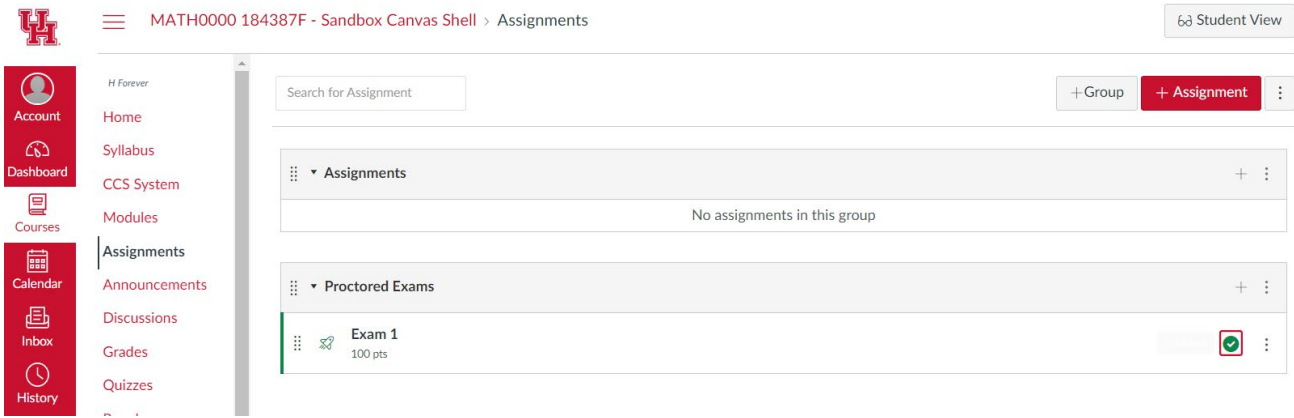 UH
MATH0000 184387F - Sandbox Canvas Shell > Assignments
Student View
Account
Dashboard
Courses
Calendar
Inbox
History
H Forever
Home
Syllabus
CCS System
Modules
Assignments
Announcements
Discussions
Grades
Quizzes
Search for Assignment
+Group
+ Assignment
Assignments
No assignments in this group
Proctored Exams
Exam 1
100 pts